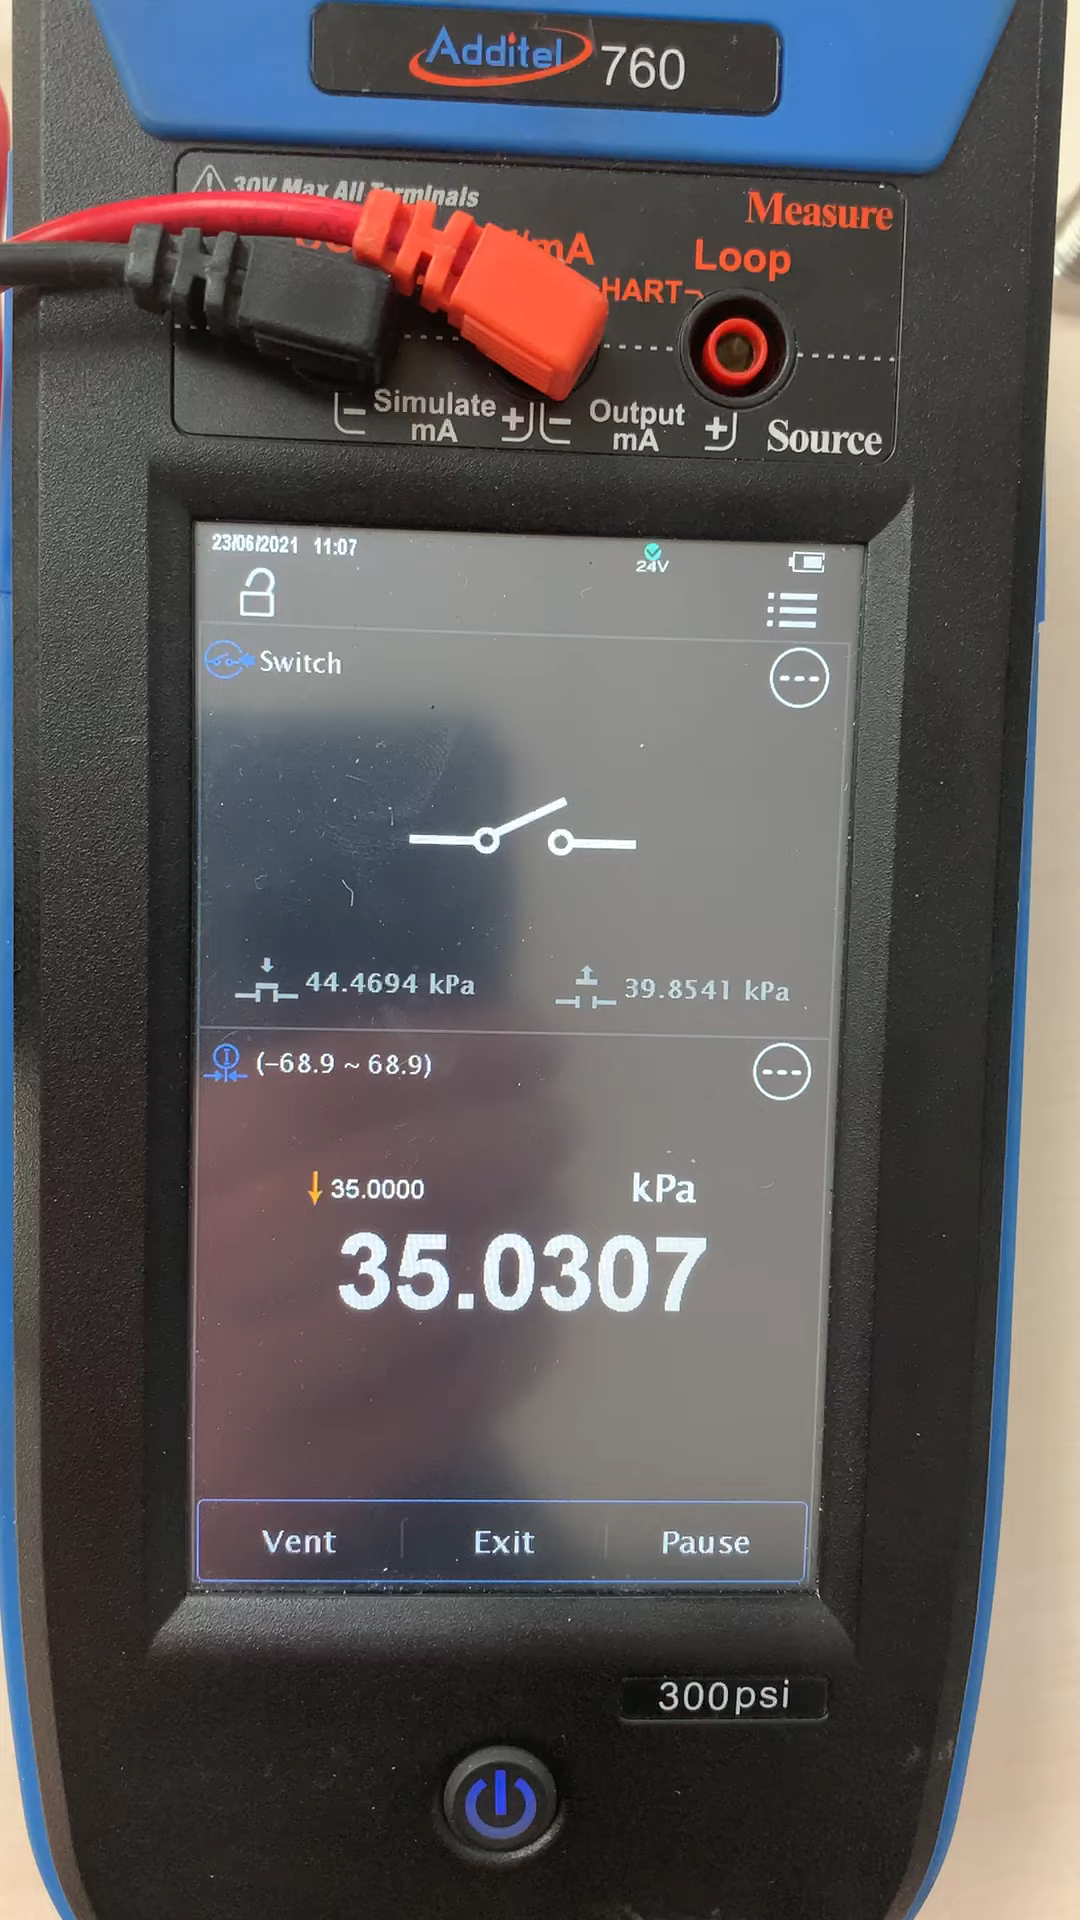 Additel 760
30V Max All Terminals
Measure
mA
Loop
HART
Simulate
mA
Output
mA
Source
23/06/2021 11:07
24V
Switch
44.4694 kPa
39.8541 kPa
(-68.9 ~ 68.9)
35.0000
kPa
35.0307
Vent Exit Pause
300psi